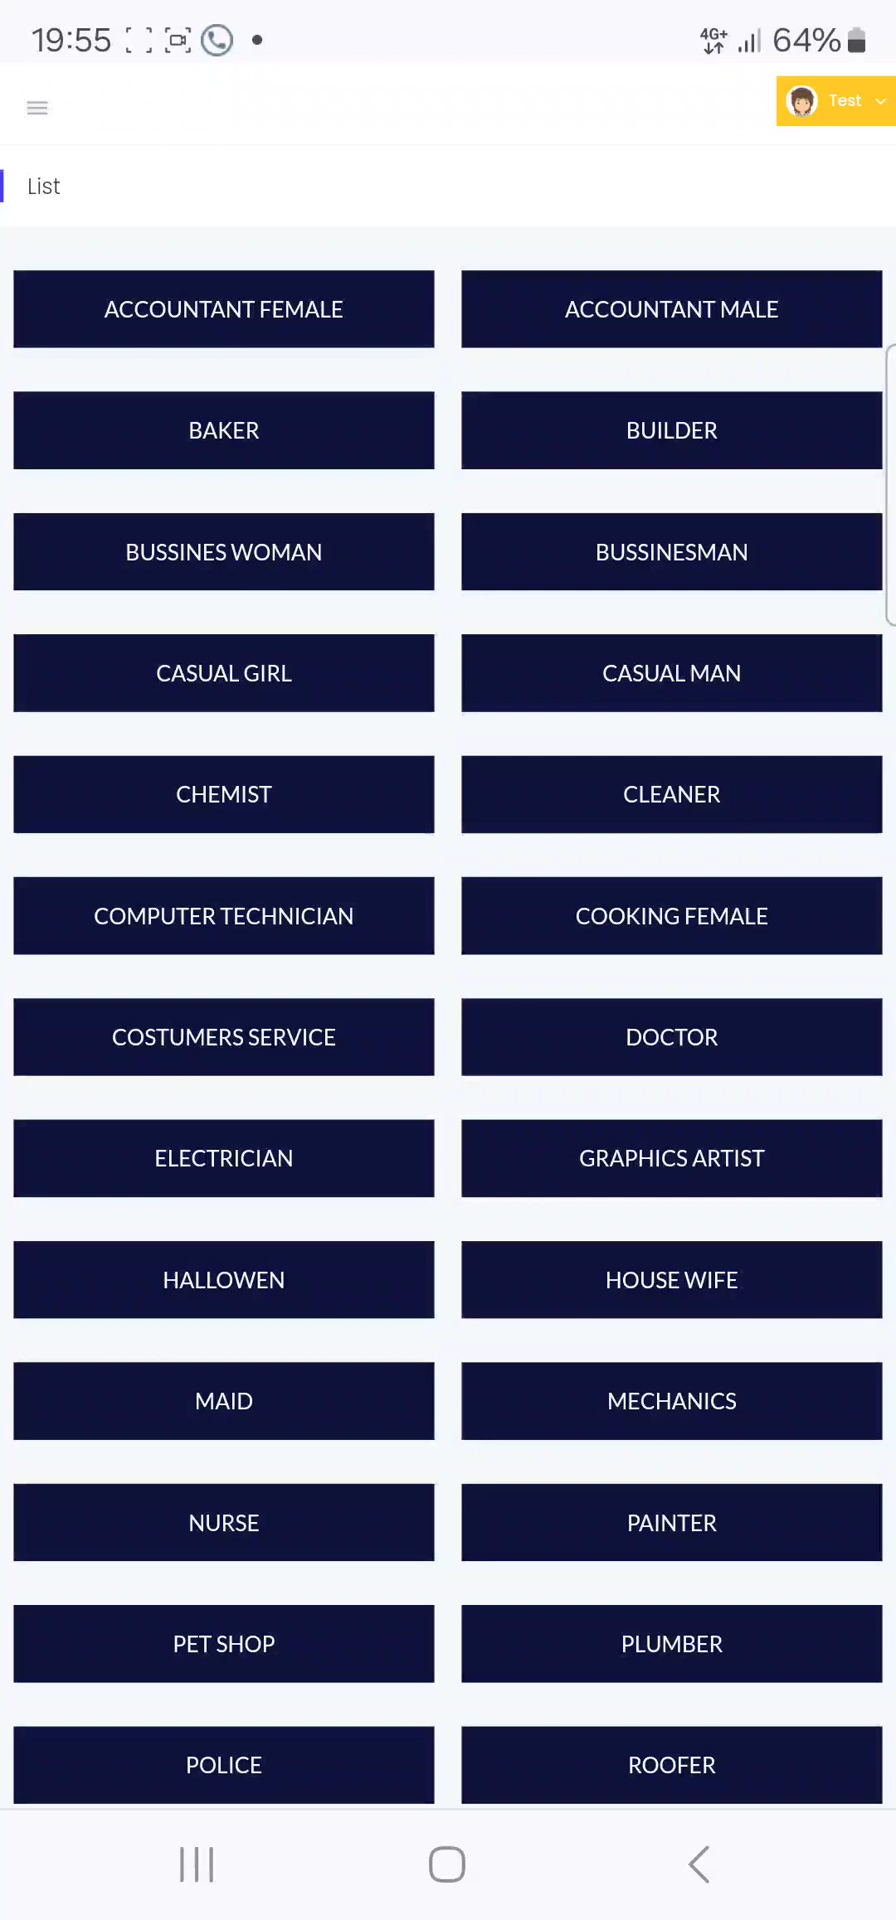 19:55 4G+ 64%
Test
List
ACCOUNTANT FEMALE ACCOUNTANT MALE
BAKER BUILDER
BUSSINES WOMAN BUSSINESMAN
CASUAL GIRL CASUAL MAN
CHEMIST CLEANER
COMPUTER TECHNICIAN COOKING FEMALE
COSTUMERS SERVICE DOCTOR
ELECTRICIAN GRAPHICS ARTIST
HALLOWEN HOUSE WIFE
MAID MECHANICS
NURSE PAINTER
PET SHOP PLUMBER
POLICE ROOFER